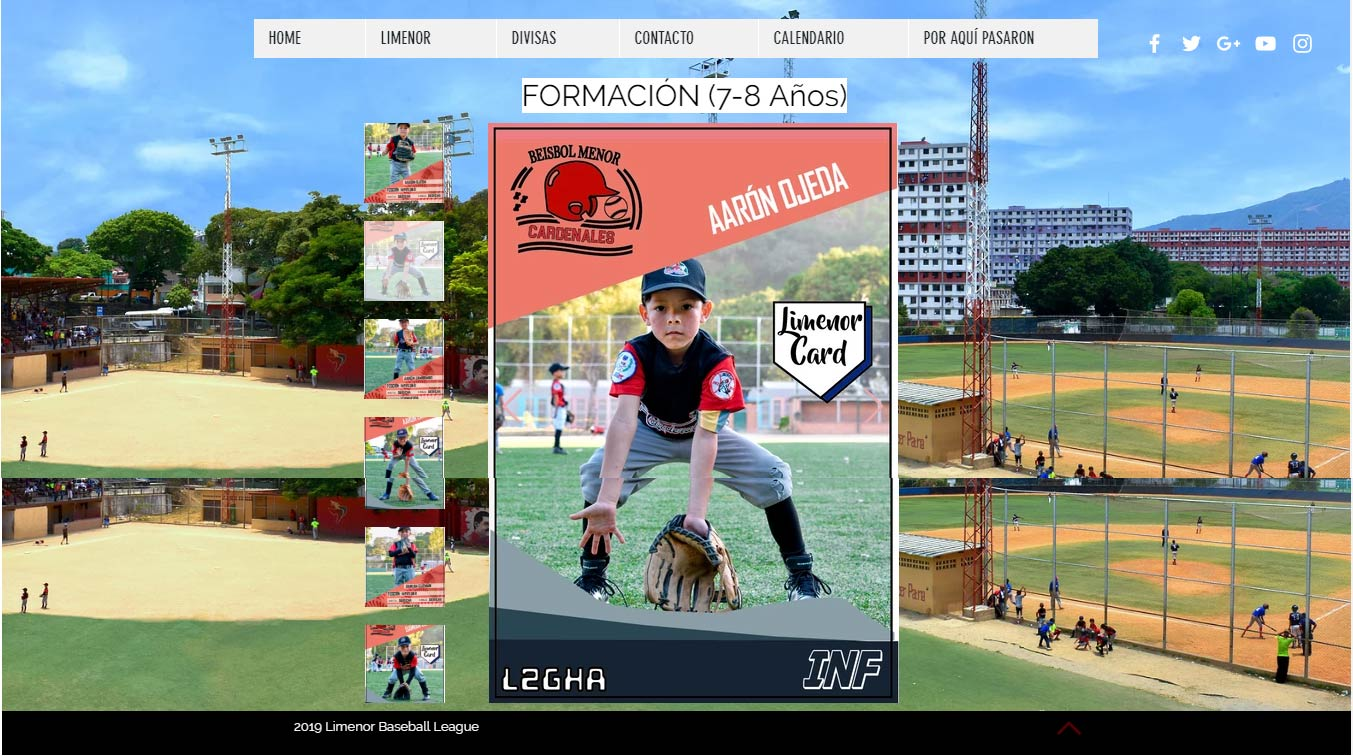 HOME
LIMENOR
DIVISAS
CONTACTO
CALENDARIO
POR AQUÍ PASARON
FORMACIÓN (7-8 Años)
BEISBOL MENOR
CARDENALES
AARÓN OJEDA
Limenor
Card
L2GHA
INF
2019 Limenor Baseball League